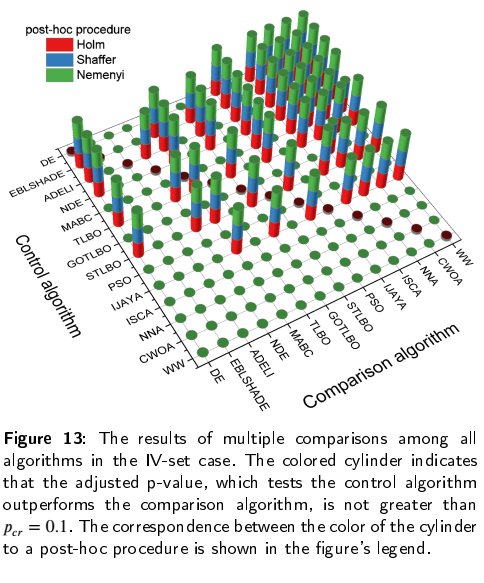 post-hoc procedure
Holm
Shaffer
Nemenyi
DE
EBLSHADE
ADELI
NDE
MABC
TLBO
GOTLBO
STLBO
PSO
IJAYA
ISCA
NNA
CWOA
WW
Control algorithm
DE
EBLSHADE
ADELI
NDE
MABC
TLBO
GOTLBO
STLBO
PSO
IJAYA
ISCA
NNA
CWOA
WW
Comparison algorithm
Figure 13: The results of multiple comparisons among all
algorithms in the IV-set case. The colored cylinder indicates
that the adjusted p-value, which tests the control algorithm
outperforms the comparison algorithm, is not greater than
p_cr = 0.1. The correspondence between the color of the cylinder
to a post-hoc procedure is shown in the figure's legend.